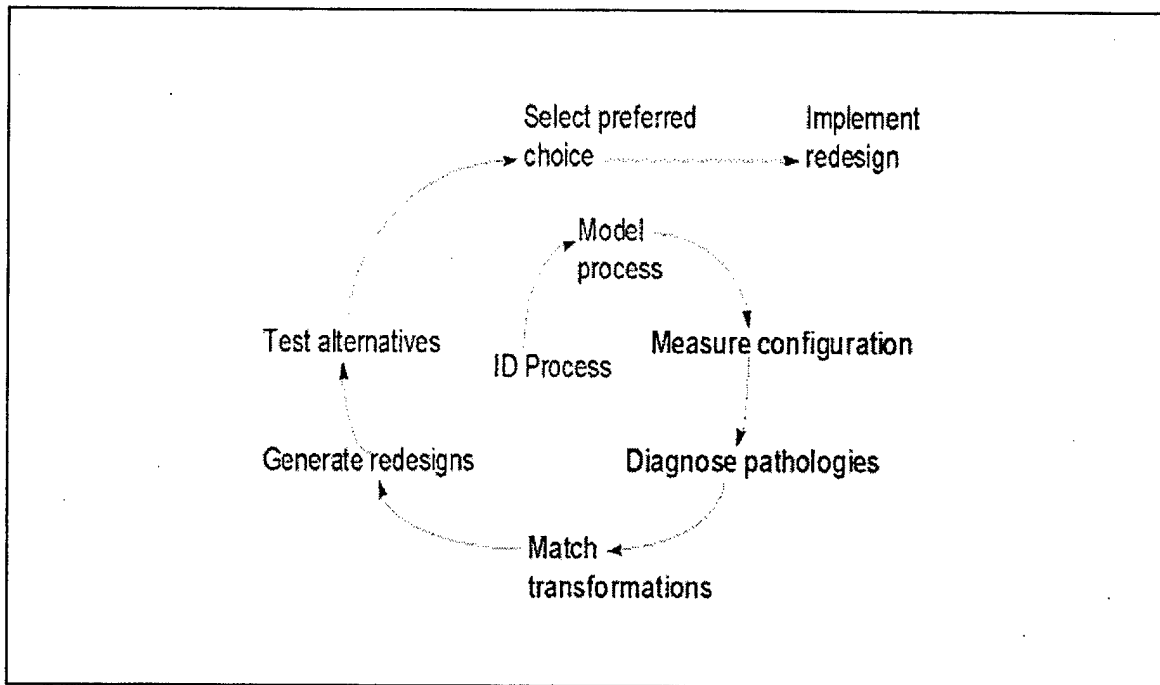 Select preferred
choice
Implement
redesign
Model
process
Test alternatives
ID Process
Measure configuration
Generate redesigns
Diagnose pathologies
Match
transformations